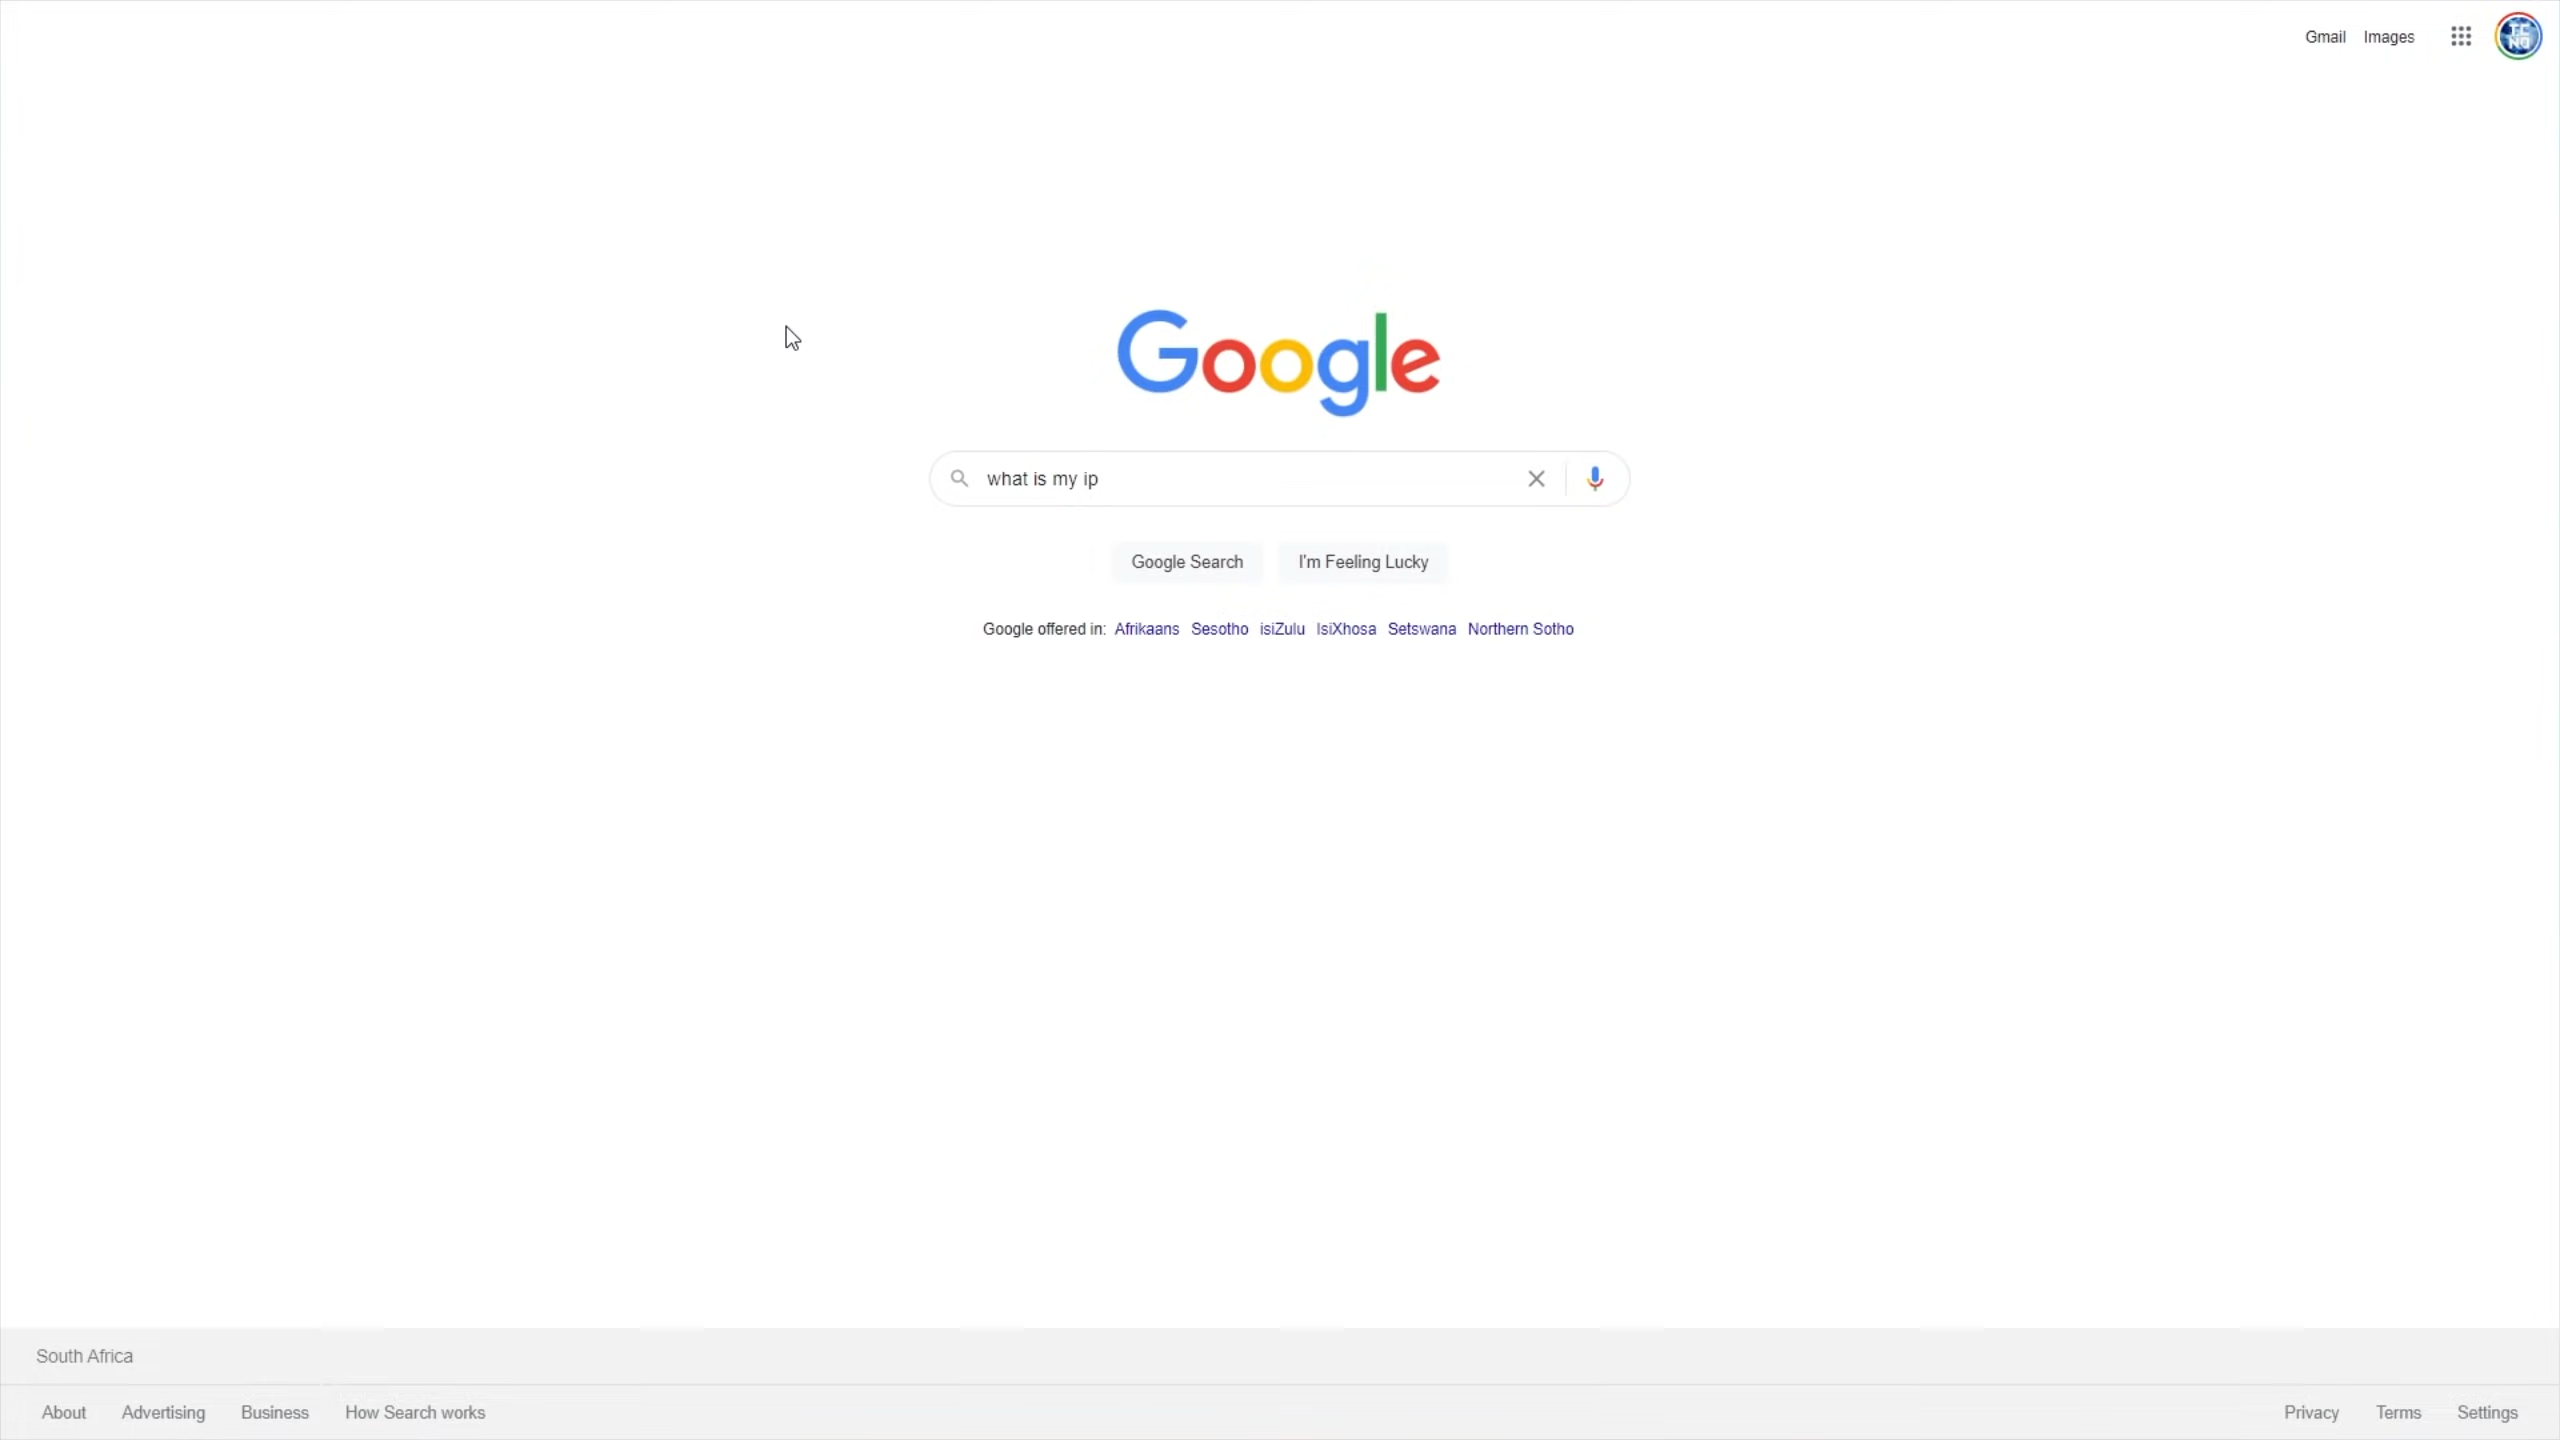 Gmail Images
Google
what is my ip
Google Search I'm Feeling Lucky
Google offered in: Afrikaans Sesotho isiZulu IsiXhosa Setswana Northern Sotho
South Africa
About Advertising Business How Search works Privacy Terms Settings